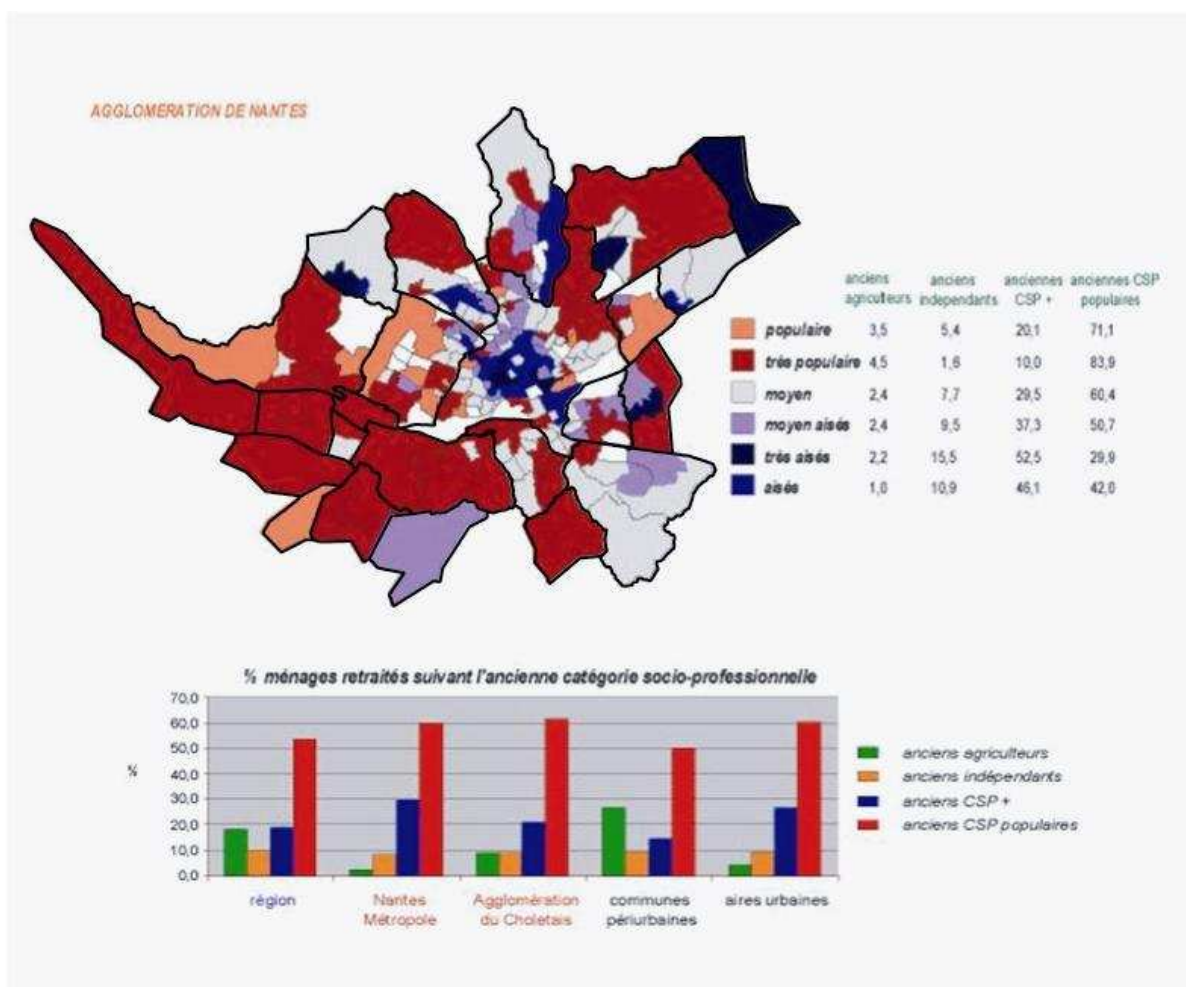 AGGLOMERATION DE NANTES
anciens agriculteurs anciens indépendants anciennes CSP + anciennes CSP populaires
populaire 3,5 5,4 20,1 71,1
très populaire 4,5 1,6 10,0 83,9
moyen 2,4 7,7 29,5 60,4
moyen aisés 2,4 9,5 37,3 50,7
très aisés 2,2 15,5 52,5 29,9
aisés 1,0 10,9 46,1 42,0
% ménages retraités suivant l'ancienne catégorie socio-professionnelle
70,0
60,0
50,0
40,0
30,0
20,0
10,0
0,0
%
région
Nantes Métropole
Agglomération du Choletais
communes périurbaines
aires urbaines
anciens agriculteurs
anciens indépendants
anciens CSP +
anciens CSP populaires